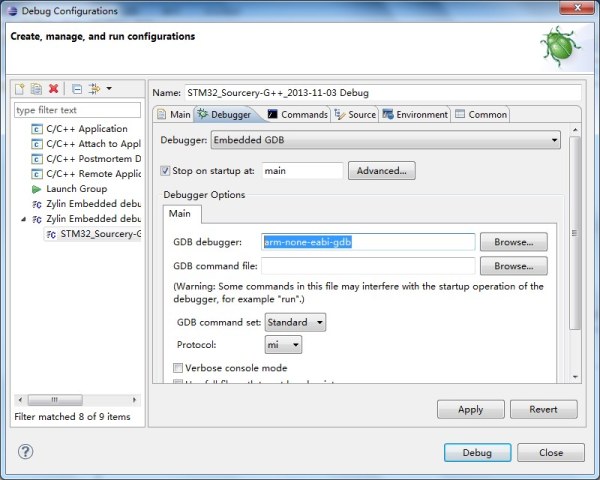 Debug Configurations
Create, manage, and run configurations
type filter text
C/C++ Application
C/C++ Attach to Appl
C/C++ Postmortem D
C/C++ Remote Applic
Launch Group
Zylin Embedded debu
Zylin Embedded debu
STM32_Sourcery-G
Filter matched 8 of 9 items
Name: STM32_Sourcery-G++_2013-11-03 Debug
Main Debugger Commands Source Environment Common
Debugger: Embedded GDB
Stop on startup at: main Advanced...
Debugger Options
Main
GDB debugger: arm-none-eabi-gdb Browse...
GDB command file: Browse...
(Warning: Some commands in this file may interfere with the startup operation of the
debugger, for example "run".)
GDB command set: Standard
Protocol: mi
Verbose console mode
Apply Revert
Debug Close